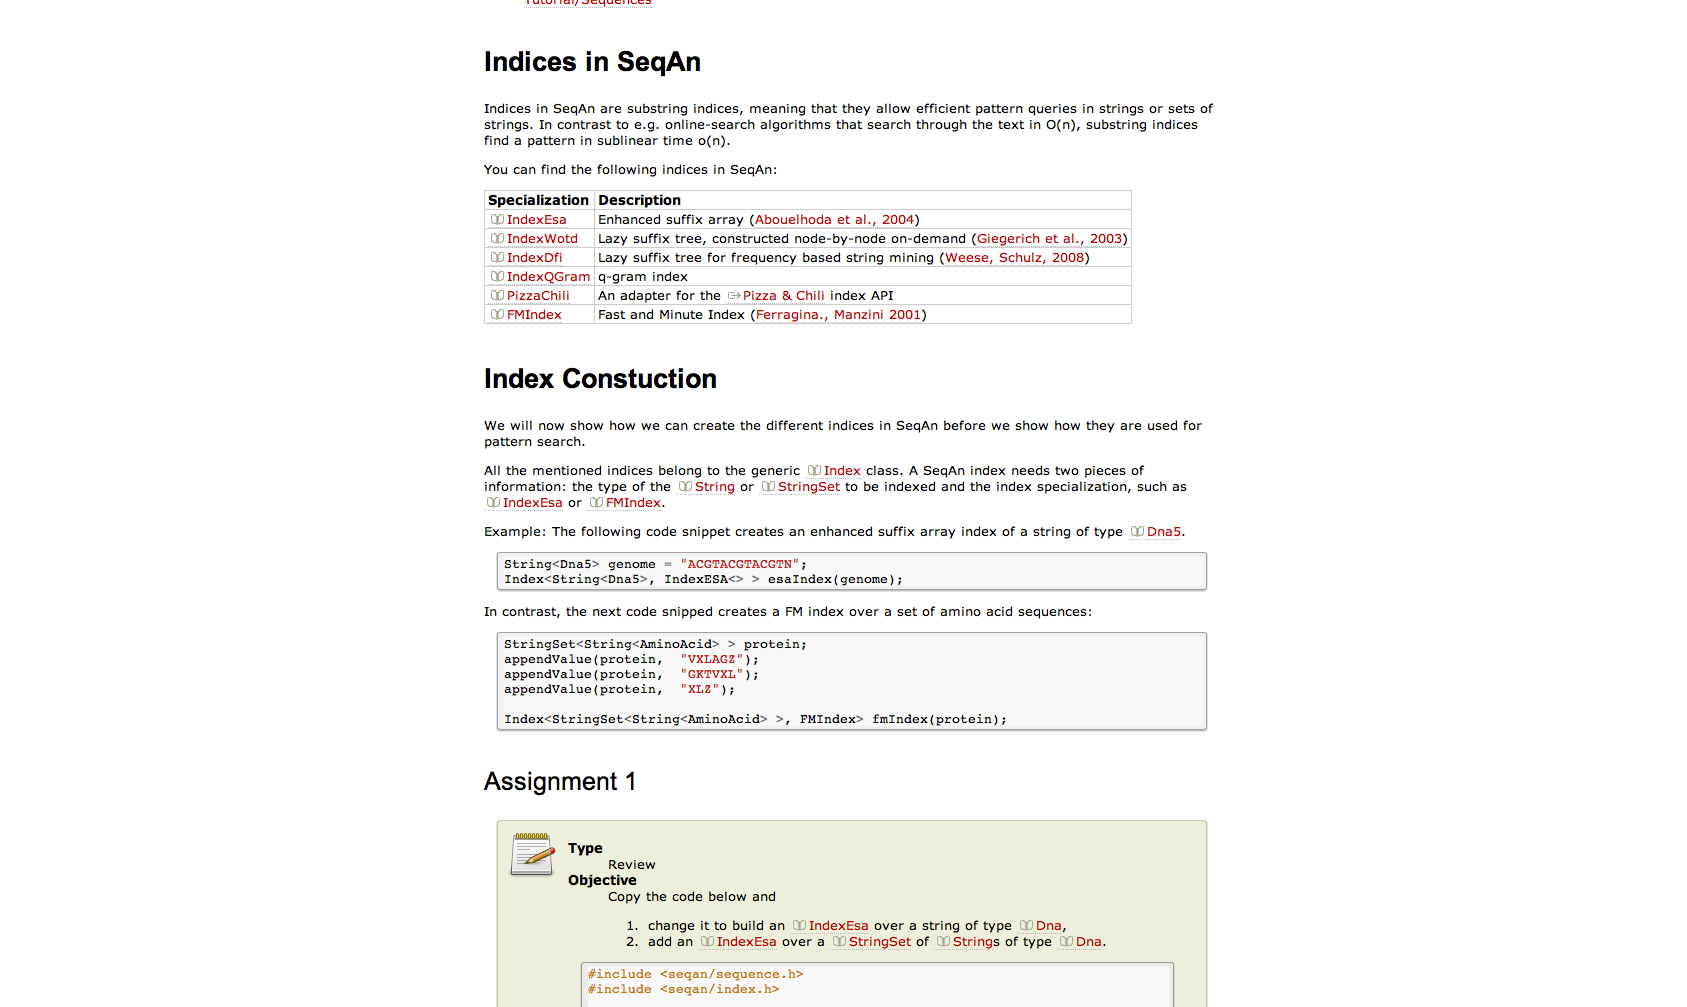 Tutorial/Sequences
Indices in SeqAn
Indices in SeqAn are substring indices, meaning that they allow efficient pattern queries in strings or sets of
strings. In contrast to e.g. online-search algorithms that search through the text in O(n), substring indices
find a pattern in sublinear time o(n).
You can find the following indices in SeqAn:
Specialization Description
IndexEsa Enhanced suffix array (Abouelhoda et al., 2004)
IndexWotd Lazy suffix tree, constructed node-by-node on-demand (Giegerich et al., 2003)
IndexDfi Lazy suffix tree for frequency based string mining (Weese, Schulz, 2008)
IndexQGram q-gram index
PizzaChili An adapter for the Pizza & Chili index API
FMIndex Fast and Minute Index (Ferragina., Manzini 2001)
Index Constuction
We will now show how we can create the different indices in SeqAn before we show how they are used for
pattern search.
All the mentioned indices belong to the generic Index class. A SeqAn index needs two pieces of
information: the type of the String or StringSet to be indexed and the index specialization, such as
IndexEsa or FMIndex.
Example: The following code snippet creates an enhanced suffix array index of a string of type Dna5.
String<Dna5> genome = "ACGTACGTACGTN";
Index<String<Dna5>, IndexESA<> > esaIndex(genome);
In contrast, the next code snipped creates a FM index over a set of amino acid sequences:
StringSet<String<AminoAcid> > protein;
appendValue(protein, "VXLAGZ");
appendValue(protein, "GKTVXL");
appendValue(protein, "XLZ");
Index<StringSet<String<AminoAcid> >, FMIndex> fmIndex(protein);
Assignment 1
Type
Review
Objective
Copy the code below and
1. change it to build an IndexEsa over a string of type Dna,
2. add an IndexEsa over a StringSet of Strings of type Dna.
#include <seqan/sequence.h>
#include <seqan/index.h>